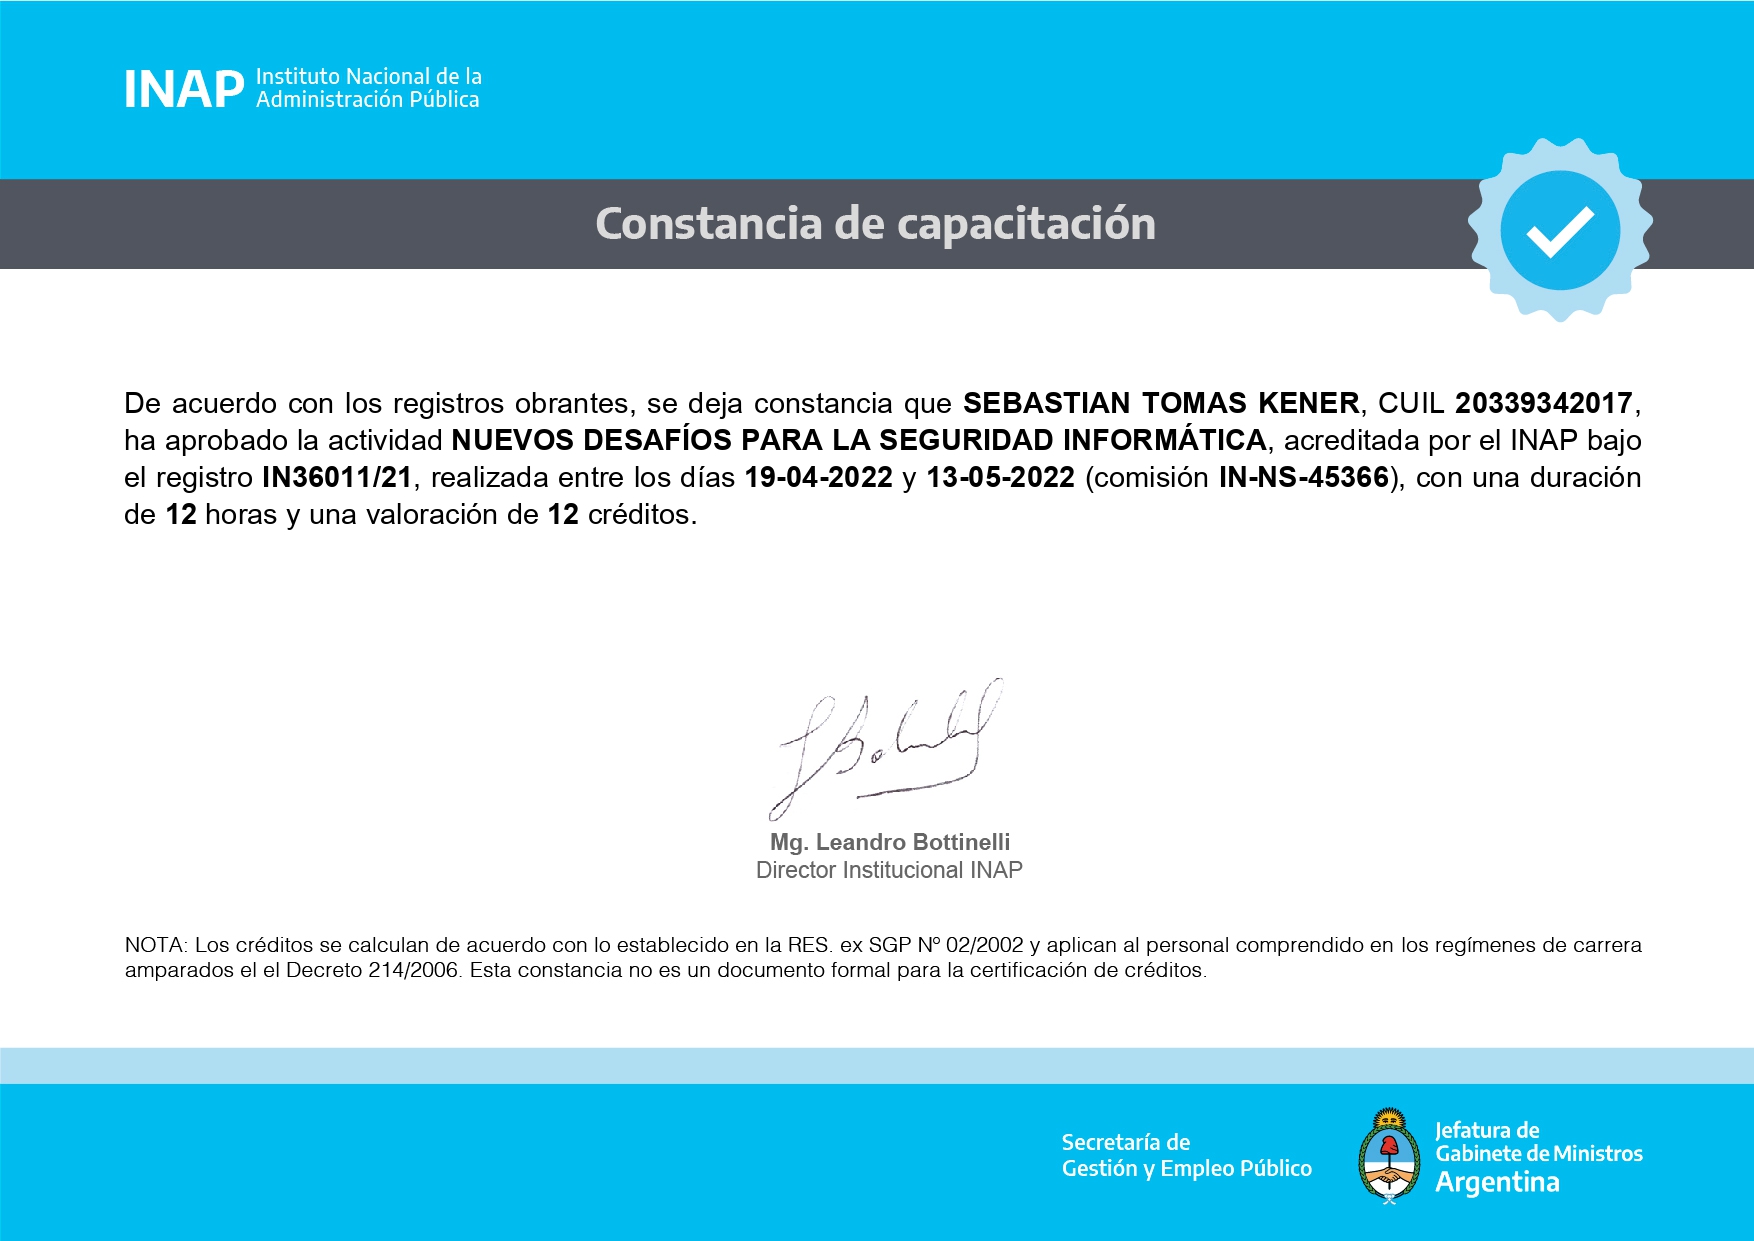 INAP Instituto Nacional de la
Administración Pública
Constancia de capacitación
De acuerdo con los registros obrantes, se deja constancia que SEBASTIAN TOMAS KENER, CUIL 20339342017,
ha aprobado la actividad NUEVOS DESAFÍOS PARA LA SEGURIDAD INFORMÁTICA, acreditada por el INAP bajo
el registro IN36011/21, realizada entre los días 19-04-2022 y 13-05-2022 (comisión IN-NS-45366), con una duración
de 12 horas y una valoración de 12 créditos.
Mg. Leandro Bottinelli
Director Institucional INAP
NOTA: Los créditos se calculan de acuerdo con lo establecido en la RES. ex SGP Nº 02/2002 y aplican al personal comprendido en los regímenes de carrera
amparados el el Decreto 214/2006. Esta constancia no es un documento formal para la certificación de créditos.
Secretaría de
Gestión y Empleo Público
Jefatura de
Gabinete de Ministros
Argentina